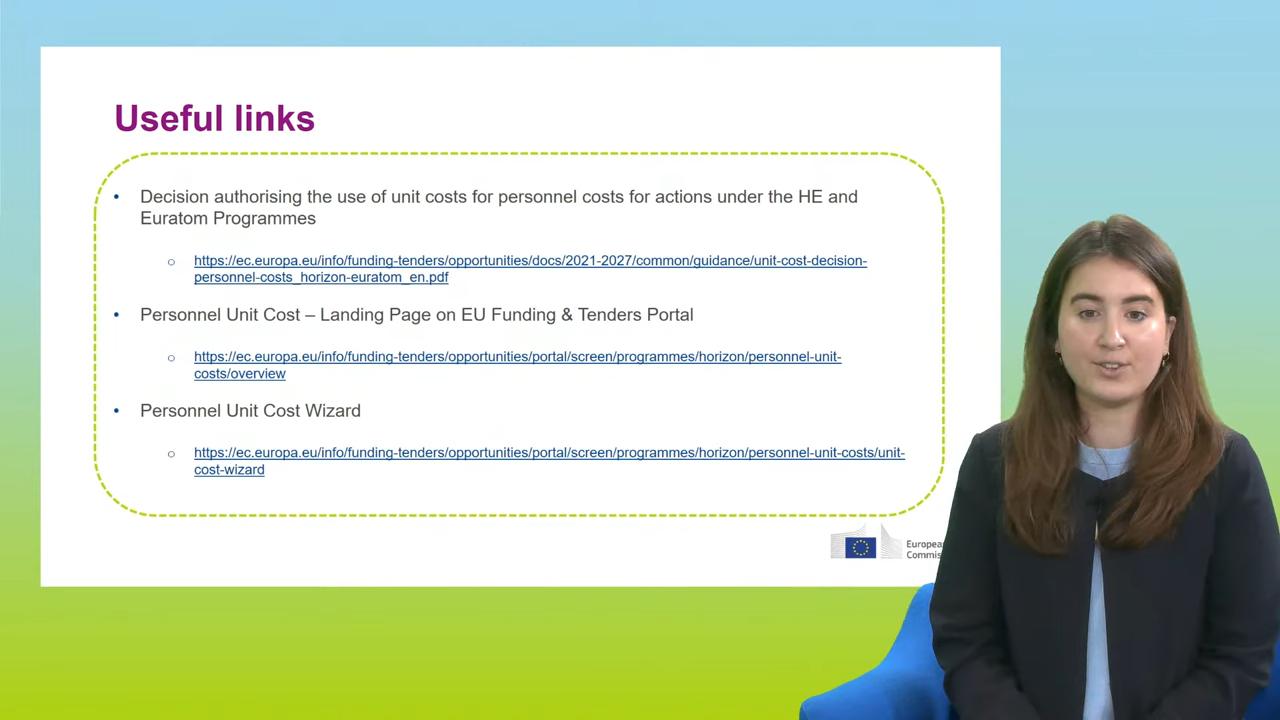 Useful links
• Decision authorising the use of unit costs for personnel costs for actions under the HE and
Euratom Programmes
○ https://ec.europa.eu/info/funding-tenders/opportunities/docs/2021-2027/common/guidance/unit-cost-decision-
personnel-costs_horizon-euratom_en.pdf
• Personnel Unit Cost – Landing Page on EU Funding & Tenders Portal
○ https://ec.europa.eu/info/funding-tenders/opportunities/portal/screen/programmes/horizon/personnel-unit-
costs/overview
• Personnel Unit Cost Wizard
○ https://ec.europa.eu/info/funding-tenders/opportunities/portal/screen/programmes/horizon/personnel-unit-costs/unit-
cost-wizard
Europea
Commis